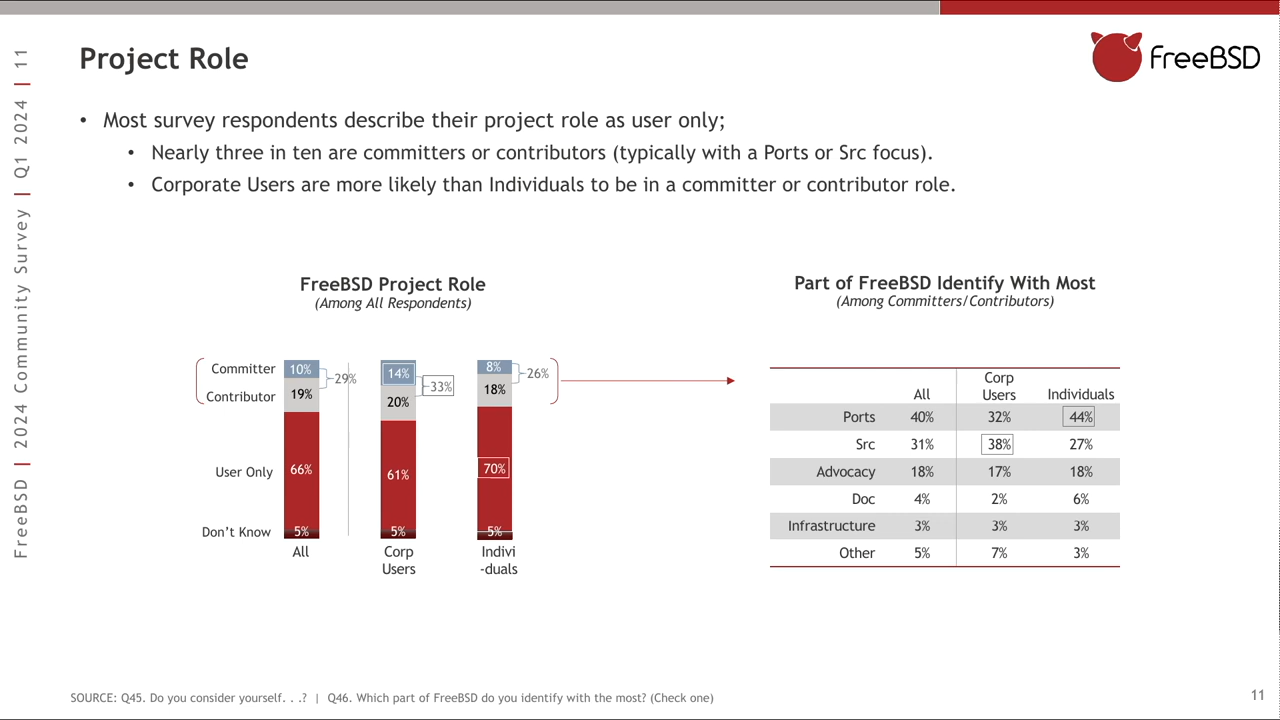 FreeBSD | 2024 Community Survey | Q1 2024 | 11
Project Role
FreeBSD
• Most survey respondents describe their project role as user only;
• Nearly three in ten are committers or contributors (typically with a Ports or Src focus).
• Corporate Users are more likely than Individuals to be in a committer or contributor role.
FreeBSD Project Role
(Among All Respondents)
Committer 10% 29% 14% 33% 8% 26%
Contributor 19% 20% 18%
User Only 66% 61% 70%
Don’t Know 5% 5% 5%
All Corp Indivi
Users -duals
Part of FreeBSD Identify With Most
(Among Committers/Contributors)
Corp
All Users Individuals
Ports 40% 32% 44%
Src 31% 38% 27%
Advocacy 18% 17% 18%
Doc 4% 2% 6%
Infrastructure 3% 3% 3%
Other 5% 7% 3%
SOURCE: Q45. Do you consider yourself. . .? | Q46. Which part of FreeBSD do you identify with the most? (Check one)
11